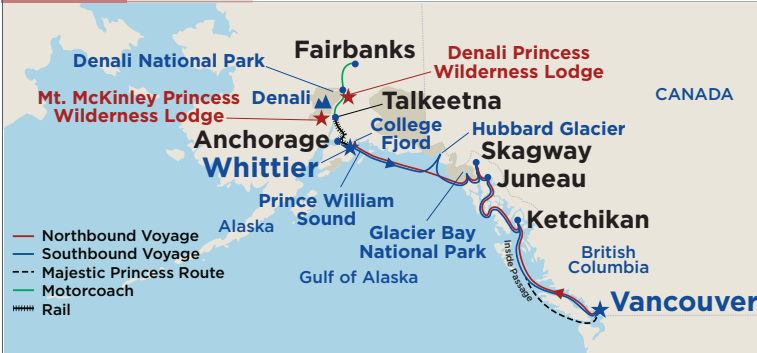 Fairbanks
Denali National Park
Denali Princess
Wilderness Lodge
Mt. McKinley Princess
Wilderness Lodge
Denali
Talkeetna
CANADA
College
Fjord
Hubbard Glacier
Anchorage
Whittier
Skagway
Juneau
Prince William
Sound
Glacier Bay
National Park
Ketchikan
Alaska
Gulf of Alaska
Inside Passage
British
Columbia
Vancouver
Northbound Voyage
Southbound Voyage
Majestic Princess Route
Motorcoach
Rail